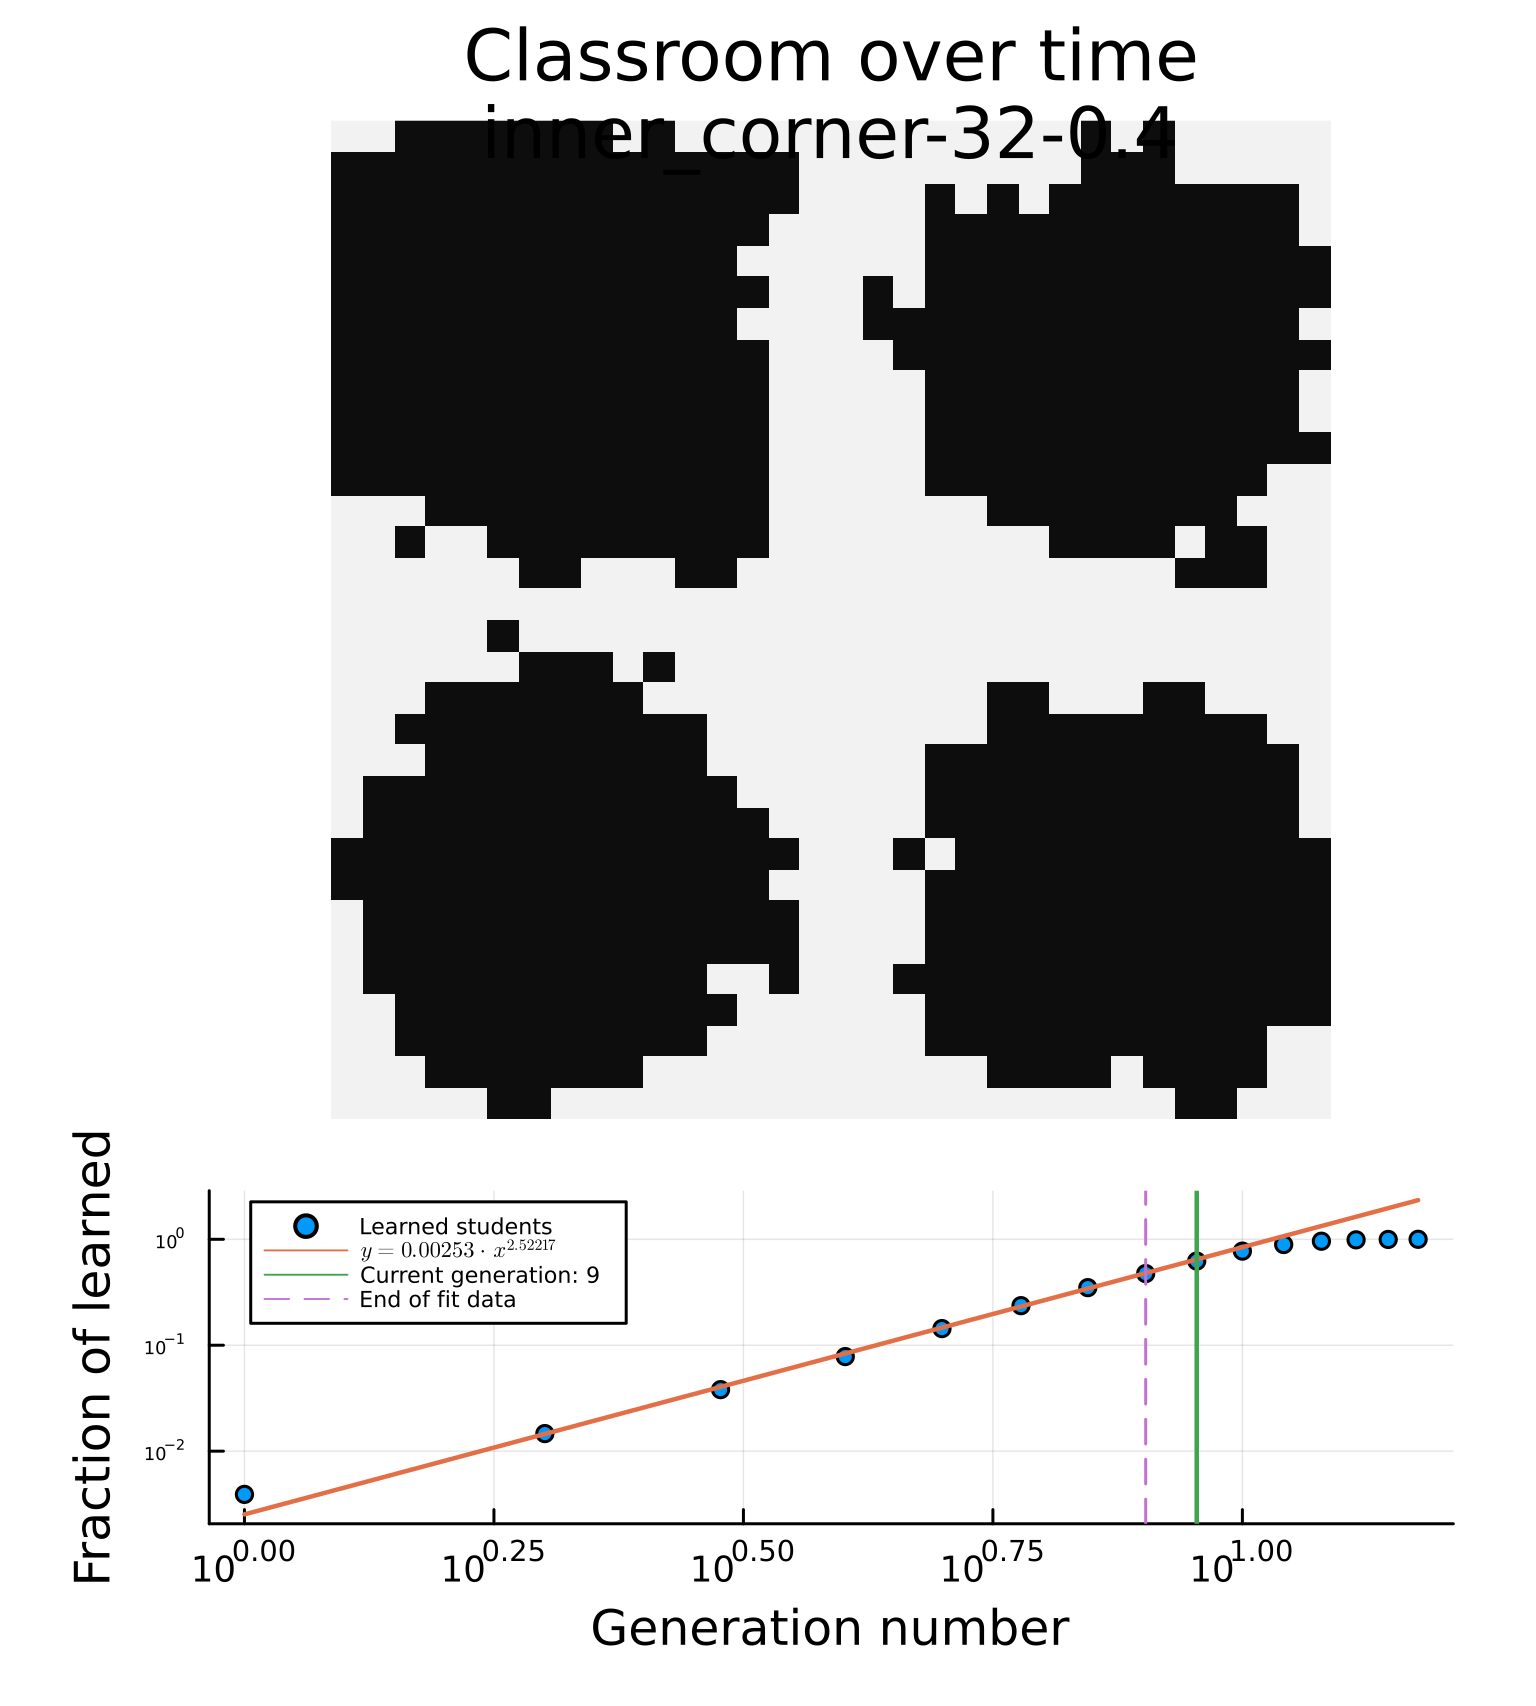 Classroom over time
inner_corner-32-0.4
Fraction of learned
10⁰
10⁻¹
10⁻²
Learned students
y = 0.00253 · x^2.52217
Current generation: 9
End of fit data
10^0.00 10^0.25 10^0.50 10^0.75 10^1.00
Generation number